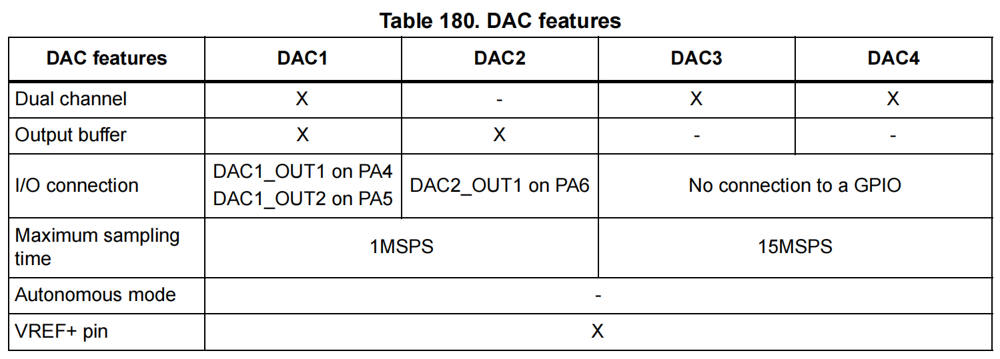 Table 180. DAC features
DAC features DAC1 DAC2 DAC3 DAC4
Dual channel X - X X
Output buffer X X - -
I/O connection DAC1_OUT1 on PA4
DAC1_OUT2 on PA5 DAC2_OUT1 on PA6 No connection to a GPIO
Maximum sampling
time 1MSPS 15MSPS
Autonomous mode -
VREF+ pin X